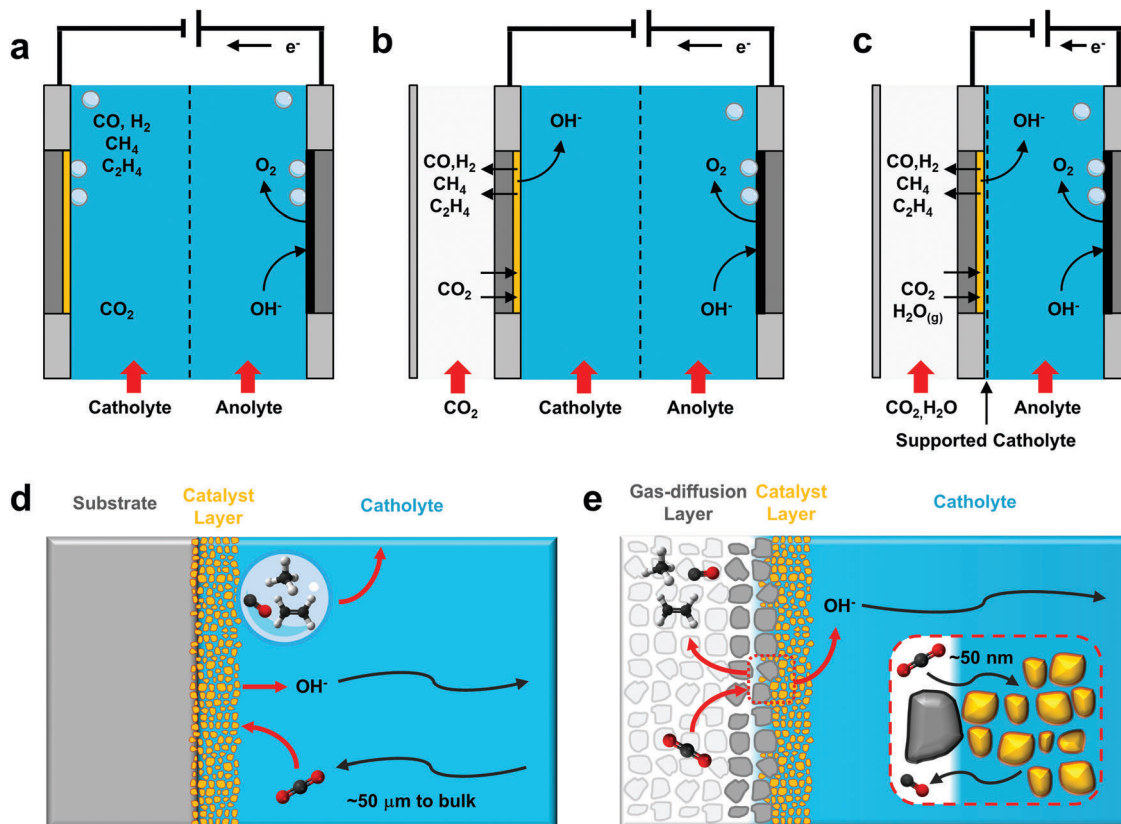 a
e-
CO, H2
CH4
C2H4
O2
CO2
OH-
Catholyte
Anolyte
b
e-
OH-
CO,H2
CH4
C2H4
O2
CO2
OH-
CO2
Catholyte
Anolyte
c
e-
OH-
CO,H2
CH4
C2H4
O2
CO2
H2O(g)
OH-
CO2,H2O
Anolyte
Supported Catholyte
d
Substrate
Catalyst
Layer
Catholyte
OH-
~50 μm to bulk
e
Gas-diffusion
Layer
Catalyst
Layer
Catholyte
OH-
~50 nm